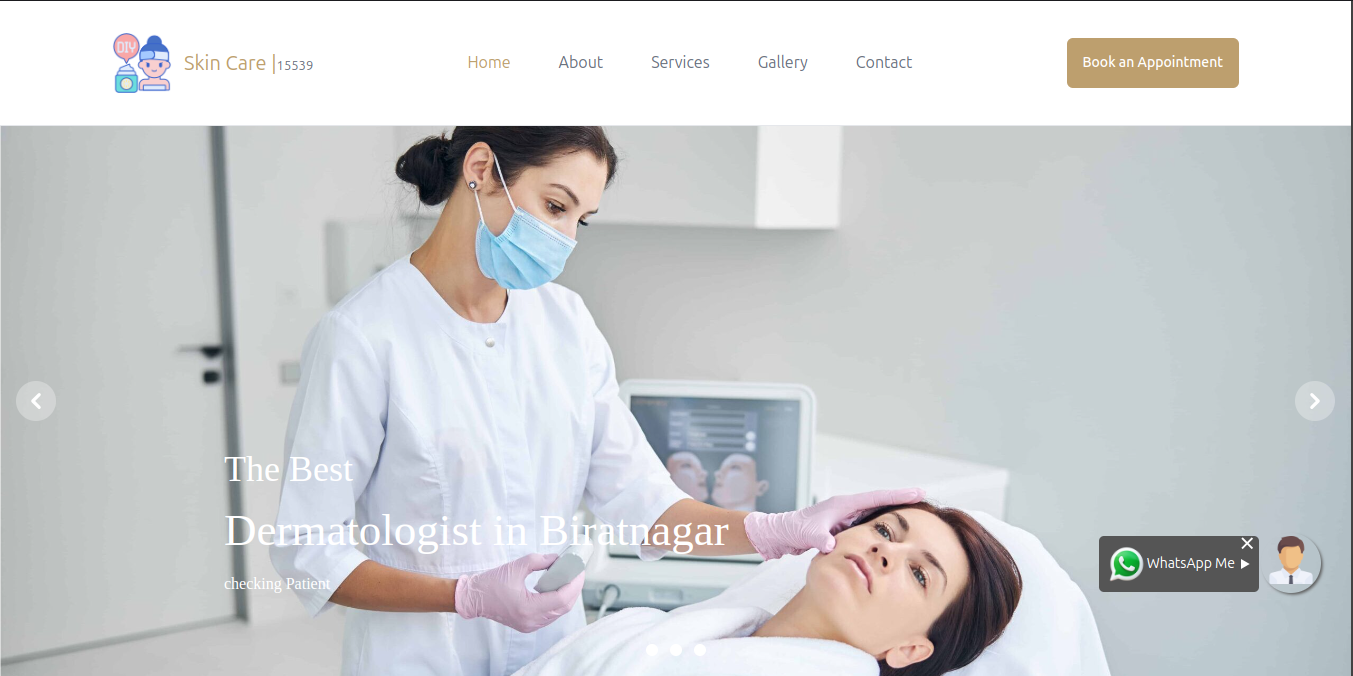 DIY
Skin Care |15539
Home About Services Gallery Contact
Book an Appointment
The Best
Dermatologist in Biratnagar
checking Patient
WhatsApp Me